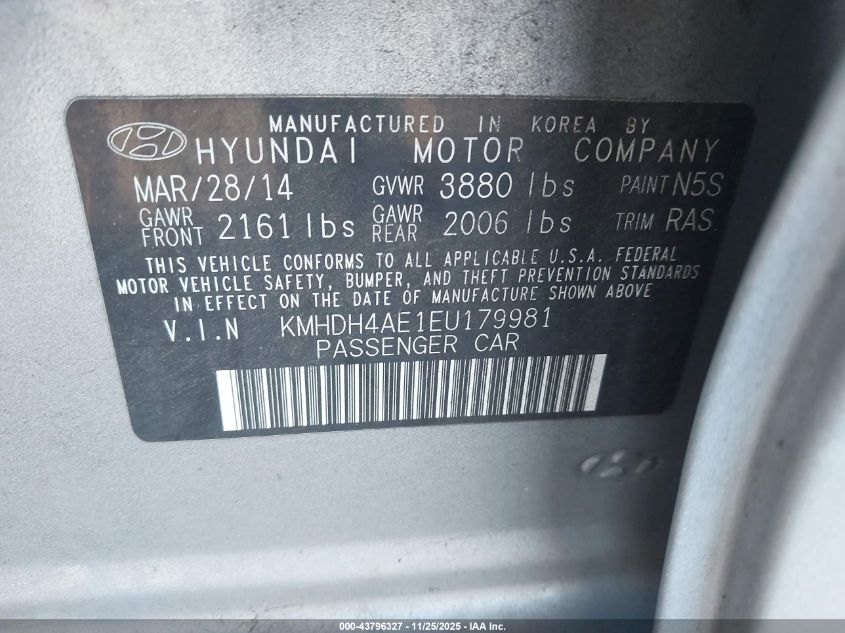 MANUFACTURED IN KOREA BY
HYUNDAI MOTOR COMPANY
MAR/28/14 GVWR 3880 lbs PAINT N5S
GAWR FRONT 2161 lbs GAWR REAR 2006 lbs TRIM RAS
THIS VEHICLE CONFORMS TO ALL APPLICABLE U.S.A. FEDERAL
MOTOR VEHICLE SAFETY, BUMPER, AND THEFT PREVENTION STANDARDS
IN EFFECT ON THE DATE OF MANUFACTURE SHOWN ABOVE
V.I.N KMHDH4AE1EU179981
PASSENGER CAR
000-43796327 - 11/25/2025 - IAA Inc.